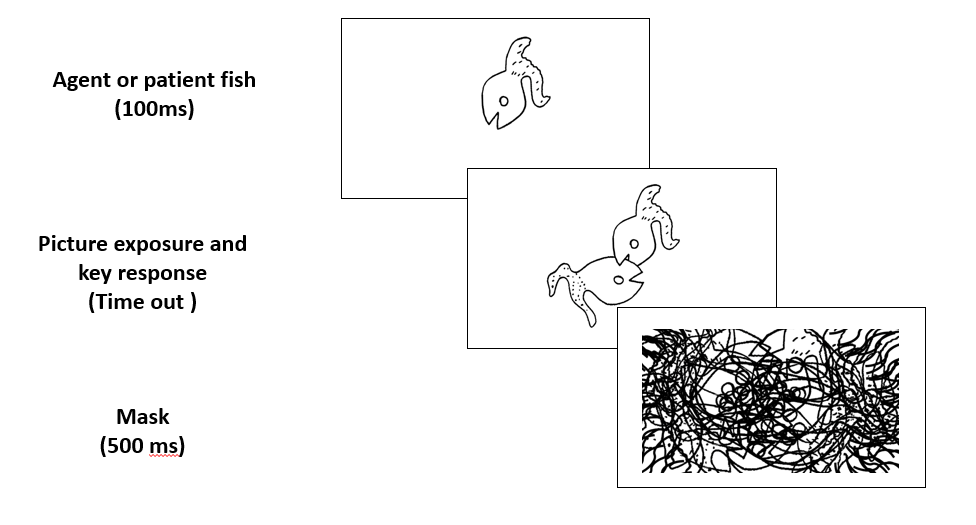 Agent or patient fish
(100ms)
Picture exposure and
key response
(Time out )
Mask
(500 ms)